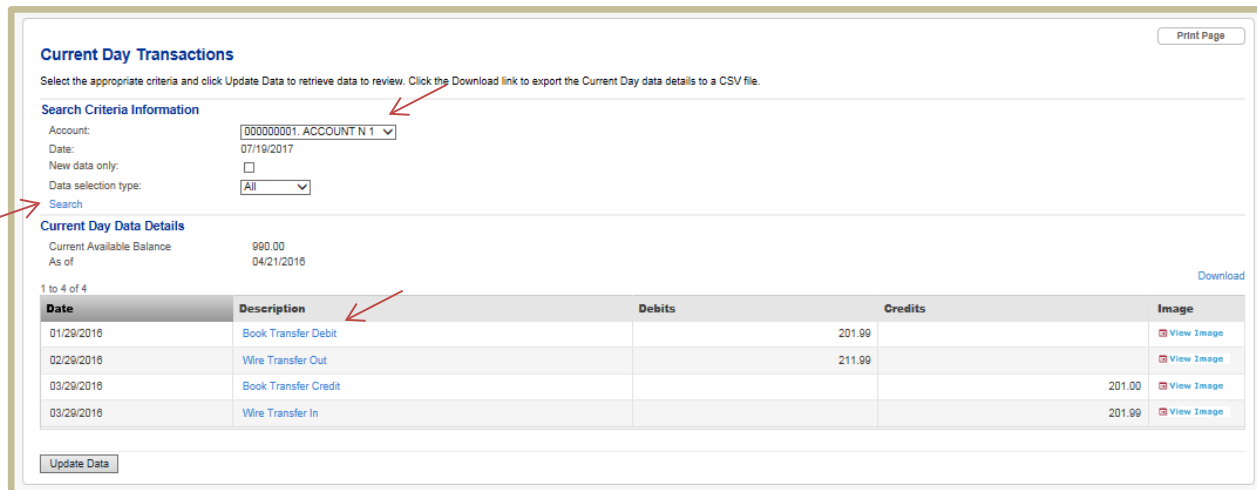 Print Page
Current Day Transactions
Select the appropriate criteria and click Update Data to retrieve data to review. Click the Download link to export the Current Day data details to a CSV file.
Search Criteria Information
Account: 000000001. ACCOUNT N 1
Date: 07/19/2017
New data only:
Data selection type: All
Search
Current Day Data Details
Current Available Balance 990.00
As of 04/21/2016
Download
1 to 4 of 4
Date Description Debits Credits Image
01/29/2016 Book Transfer Debit 201.99 View Image
02/29/2016 Wire Transfer Out 211.99 View Image
03/29/2016 Book Transfer Credit 201.00 View Image
03/29/2016 Wire Transfer In 201.99 View Image
Update Data